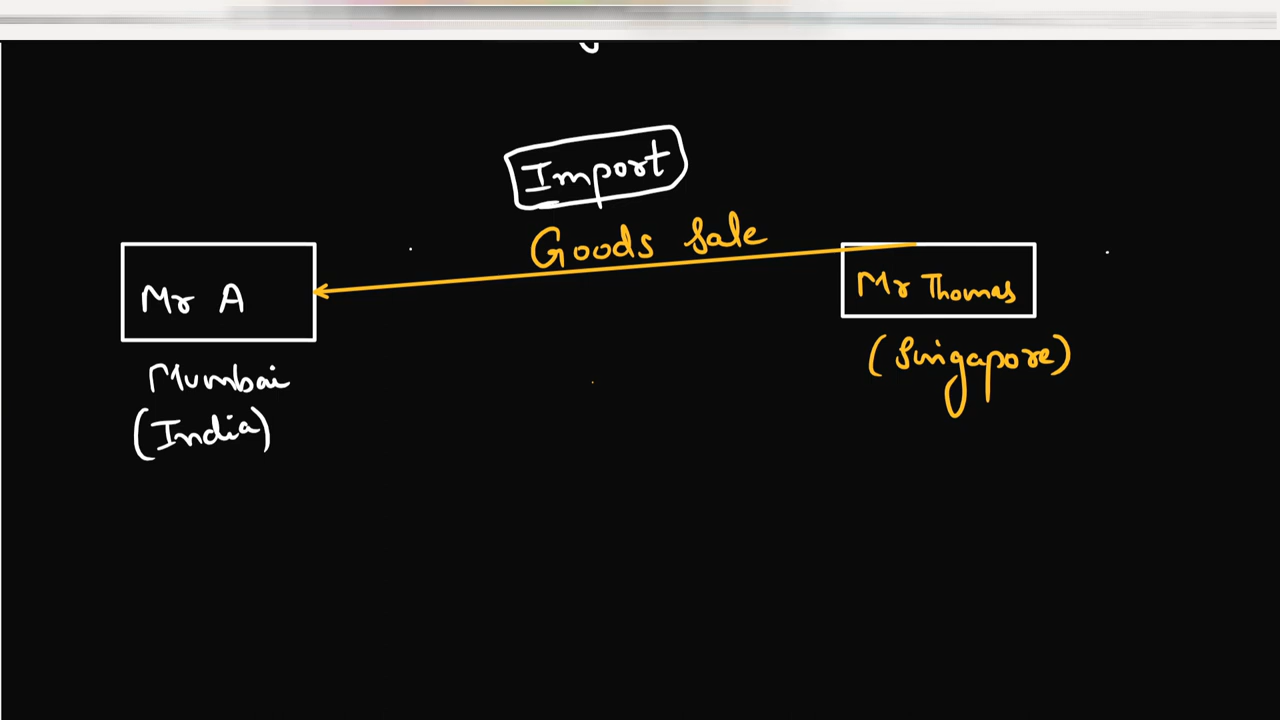 Import
Goods Sale
Mr A
Mr Thomas
Mumbai
(India)
(Singapore)